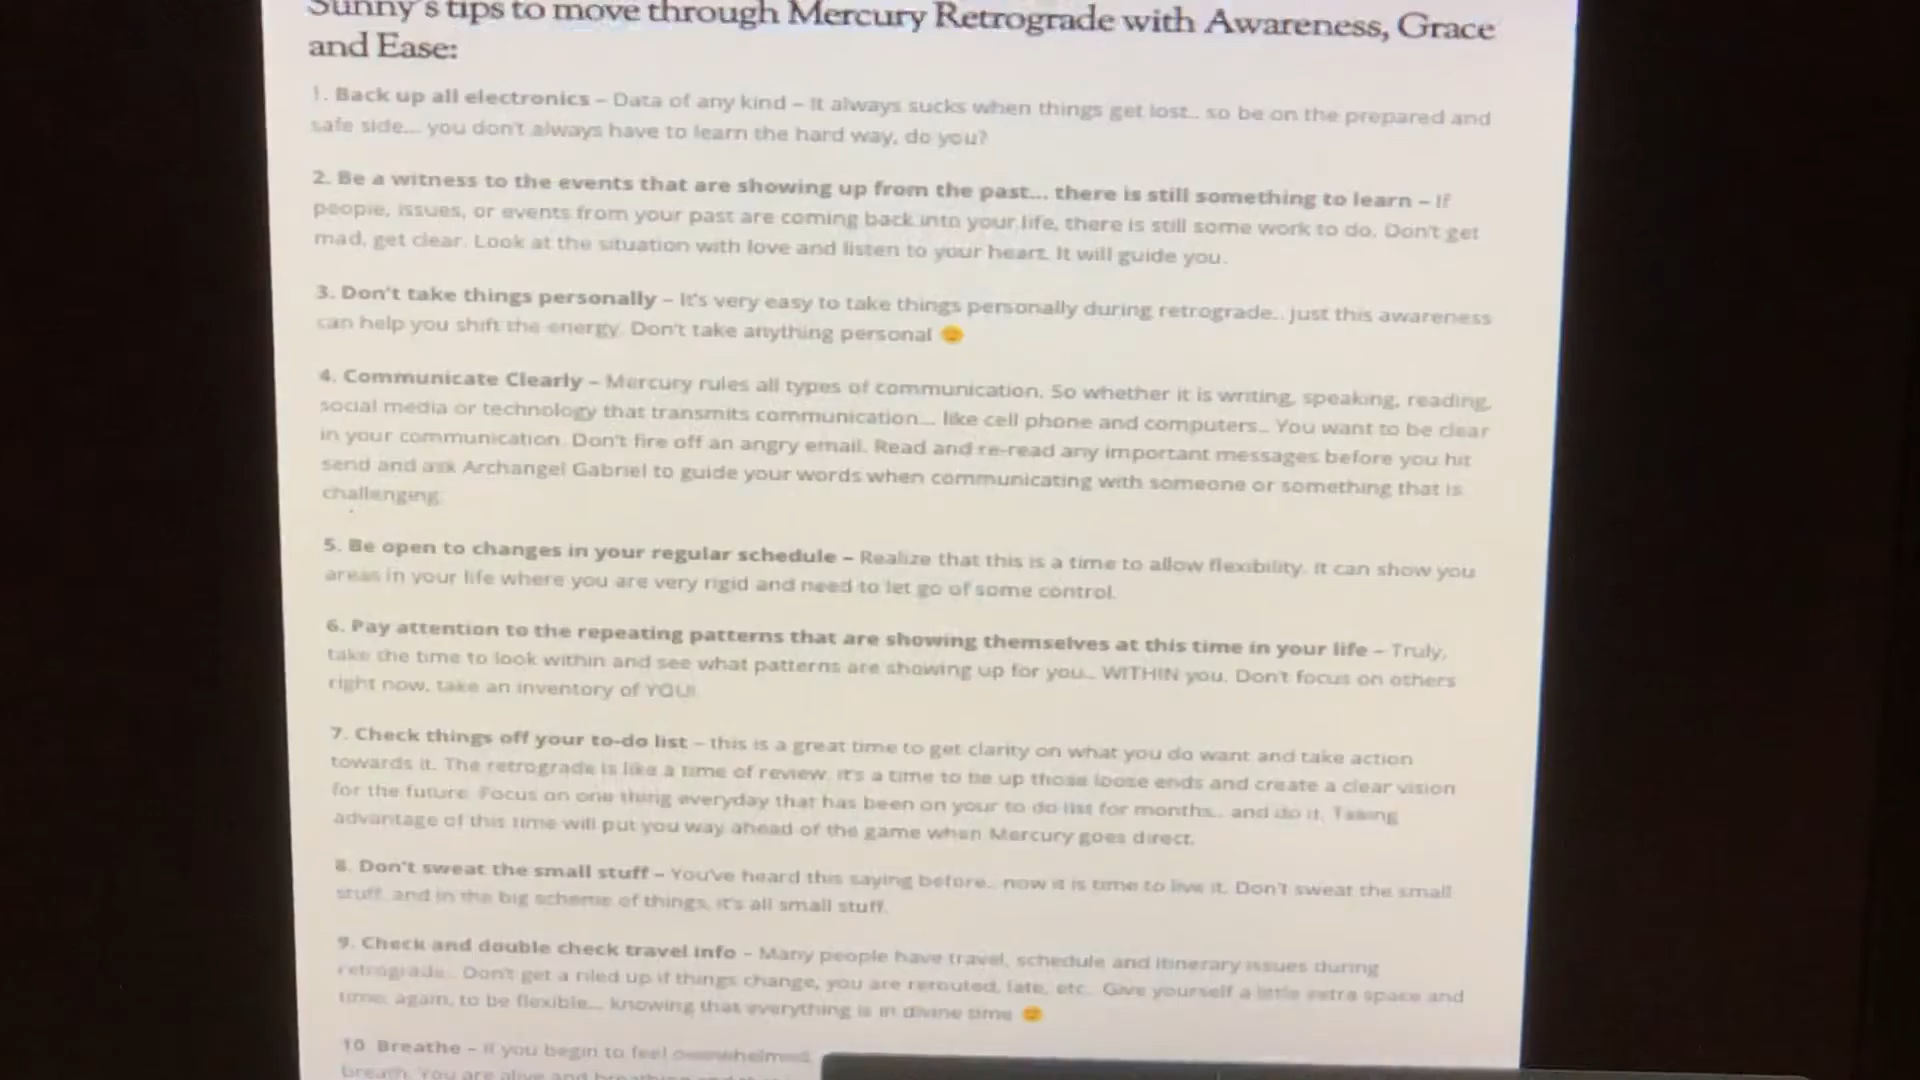 Sunny's tips to move through Mercury Retrograde with Awareness, Grace
and Ease:
1. Back up all electronics – Data of any kind – It always sucks when things get lost.. so be on the prepared and
safe side.... you don't always have to learn the hard way, do you?
2. Be a witness to the events that are showing up from the past... there is still something to learn – If
people, issues, or events from your past are coming back into your life, there is still some work to do. Don't get
mad, get clear. Look at the situation with love and listen to your heart. It will guide you.
3. Don't take things personally – It's very easy to take things personally during retrograde.. just this awareness
can help you shift the energy. Don't take anything personal 🙂
4. Communicate Clearly – Mercury rules all types of communication. So whether it is writing, speaking, reading,
social media or technology that transmits communication.... like cell phone and computers... You want to be clear
in your communication. Don't fire off an angry email. Read and re-read any important messages before you hit
send and ask Archangel Gabriel to guide your words when communicating with someone or something that is
challenging.
5. Be open to changes in your regular schedule – Realize that this is a time to allow flexibility. It can show you
areas in your life where you are very rigid and need to let go of some control.
6. Pay attention to the repeating patterns that are showing themselves at this time in your life – Truly,
take the time to look within and see what patterns are showing up for you... WITHIN you. Don't focus on others
right now, take an inventory of YOU!
7. Check things off your to-do list – this is a great time to get clarity on what you do want and take action
towards it. The retrograde is like a time of review, it's a time to tie up those loose ends and create a clear vision
for the future. Focus on one thing everyday that has been on your to do list for months... and do it. Taking
advantage of this time will put you way ahead of the game when Mercury goes direct.
8. Don't sweat the small stuff – You've heard this saying before.. now it is time to live it. Don't sweat the small
stuff, and in the big scheme of things, it's all small stuff.
9. Check and double check travel info – Many people have travel, schedule and itinerary issues during
retrograde... Don't get a riled up if things change, you are rerouted, late, etc... Give yourself a little extra space and
time, again, to be flexible.... knowing that everything is in divine time 🙂
10. Breathe – If you begin to feel overwhelmed,
breath. You are alive and breathing and